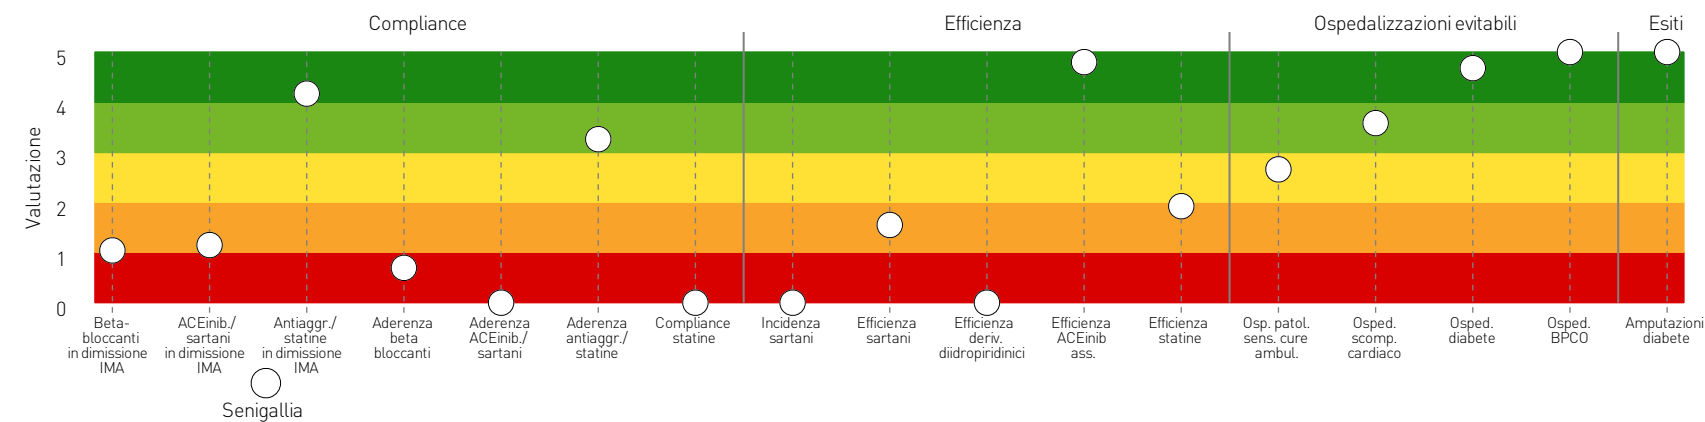 Compliance
Efficienza
Ospedalizzazioni evitabili
Esiti
Valutazione
5
4
3
2
1
0
Beta-
bloccanti
in dimissione
IMA
ACEinib./
sartani
in dimissione
IMA
Antiaggr./
statine
in dimissione
IMA
Aderenza
beta
bloccanti
Aderenza
ACEinib./
sartani
Aderenza
antiaggr./
statine
Compliance
statine
Incidenza
sartani
Efficienza
sartani
Efficienza
deriv.
diidropiridinici
Efficienza
ACEinib
ass.
Efficienza
statine
Osp. patol.
sens. cure
ambul.
Osped.
scomp.
cardiaco
Osped.
diabete
Osped.
BPCO
Amputazioni
diabete
Senigallia